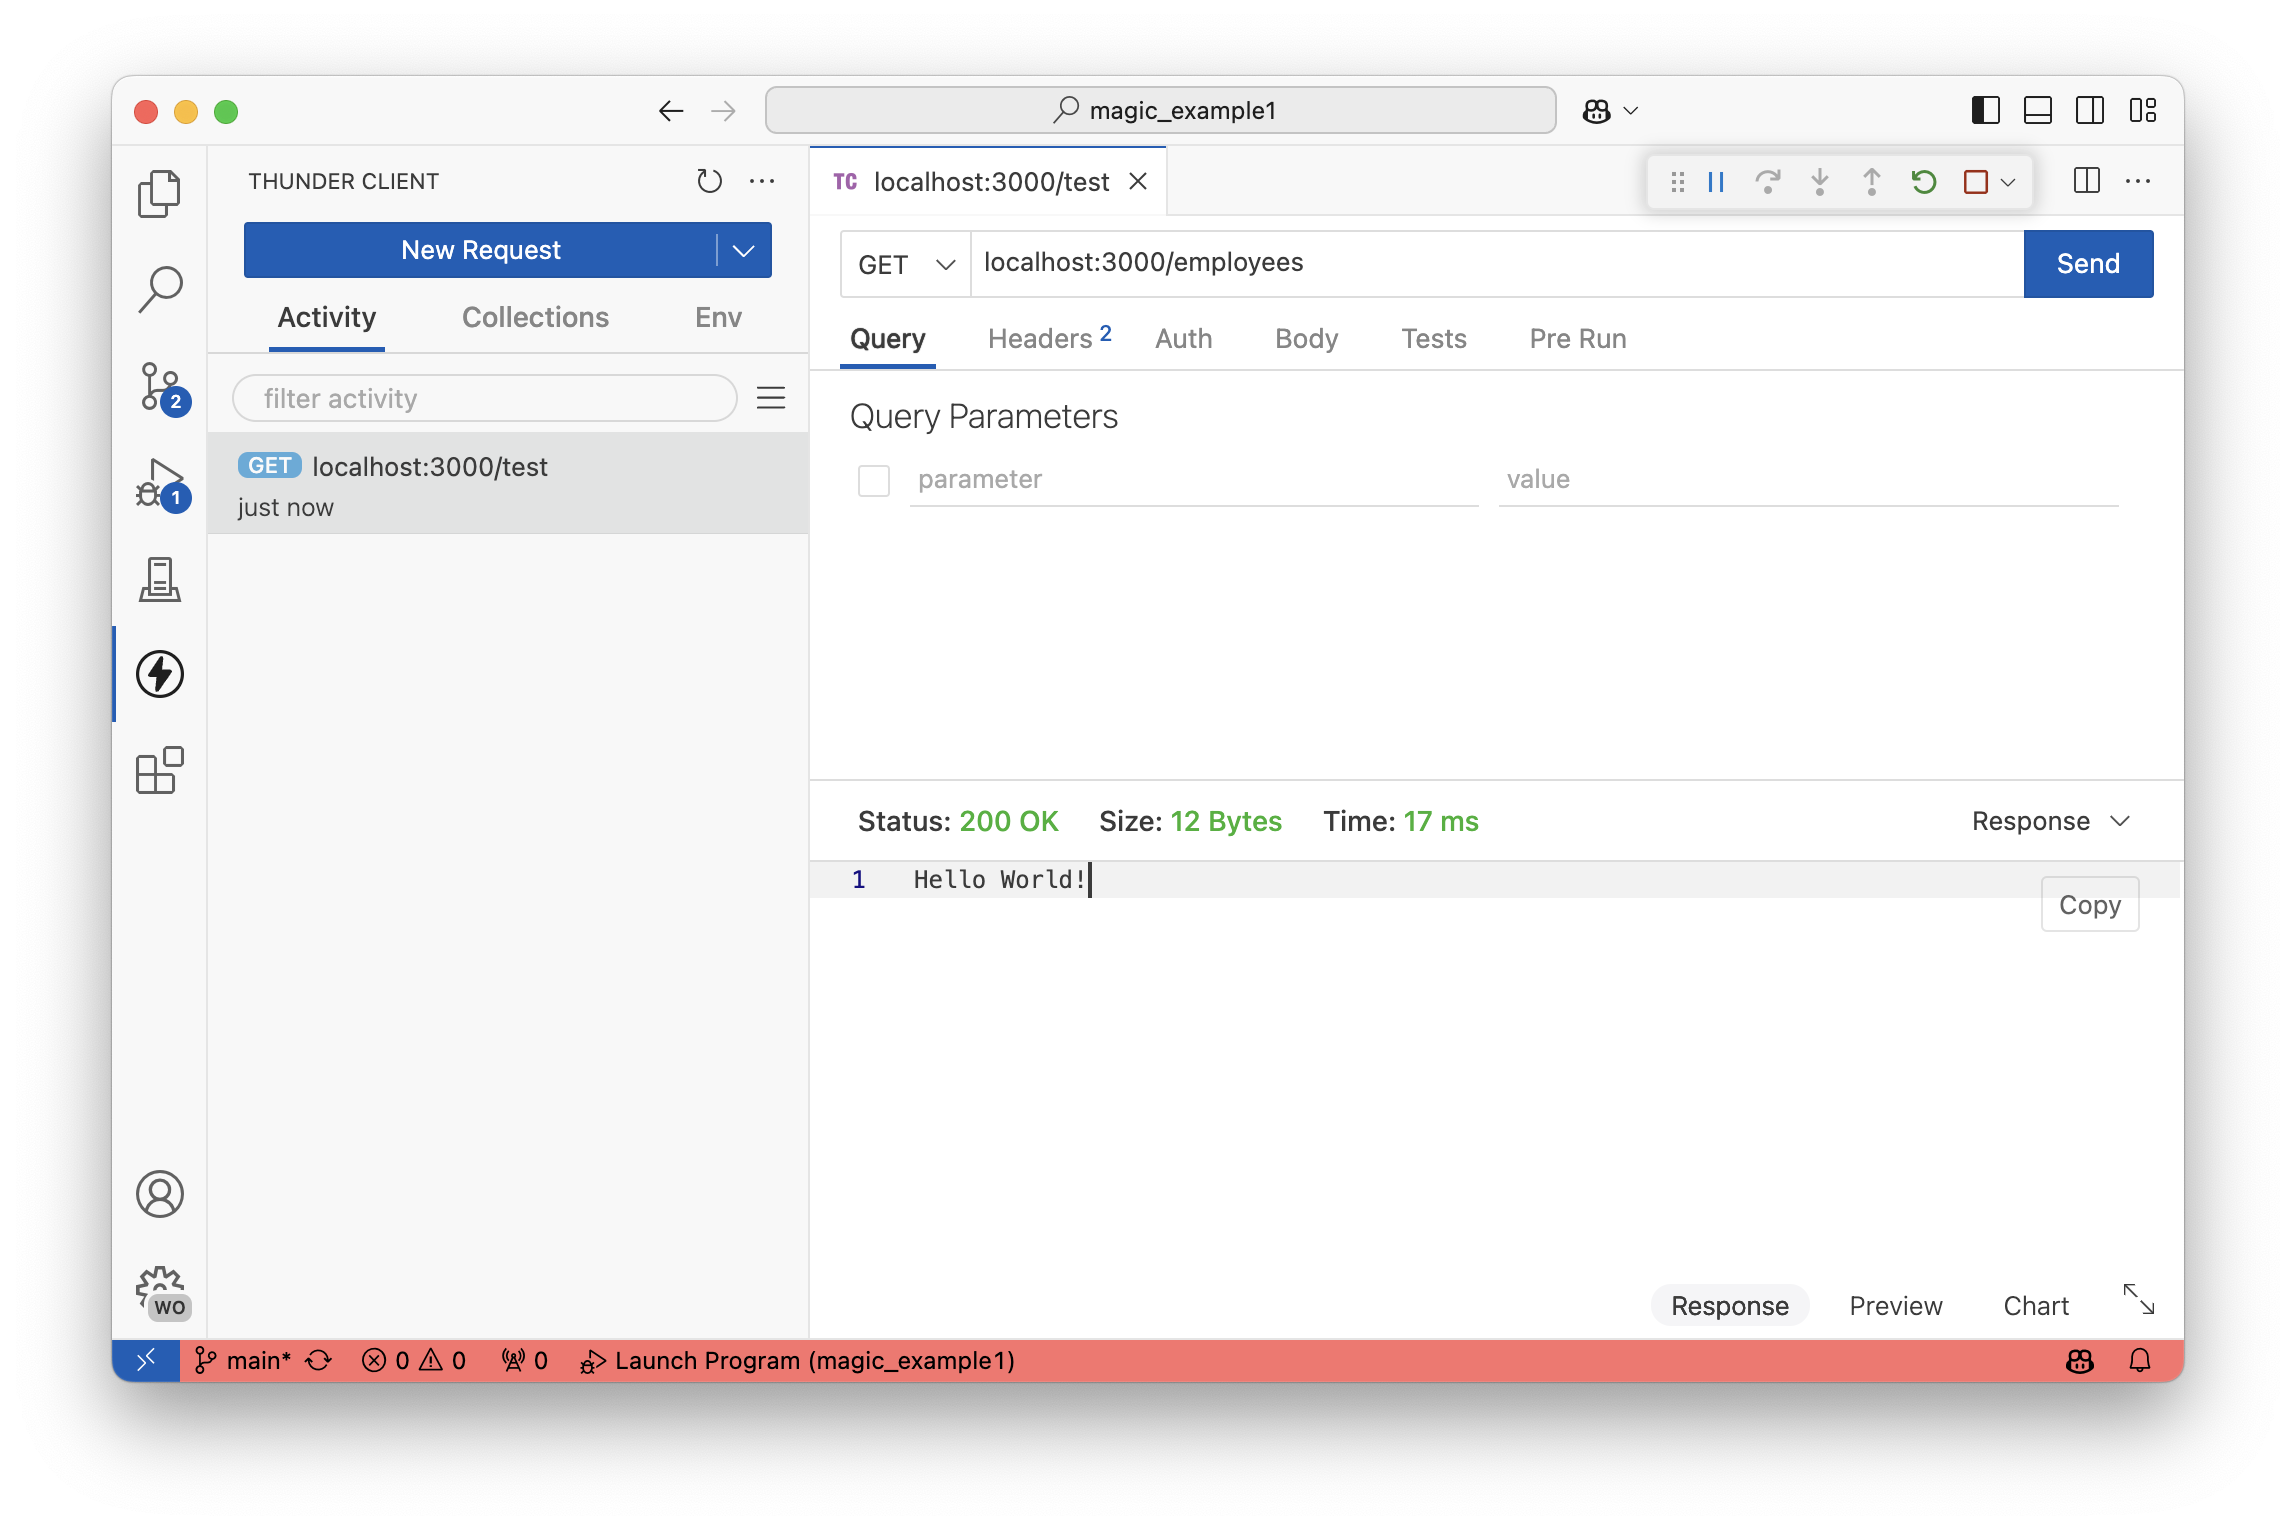 magic_example1
THUNDER CLIENT
New Request
Activity Collections Env
filter activity
GET localhost:3000/test
just now
2
1
WO
TC localhost:3000/test
GET localhost:3000/employees Send
Query Headers 2 Auth Body Tests Pre Run
Query Parameters
parameter value
Status: 200 OK Size: 12 Bytes Time: 17 ms Response
1 Hello World!
Copy
Response Preview Chart
main* 0 0 0 Launch Program (magic_example1)